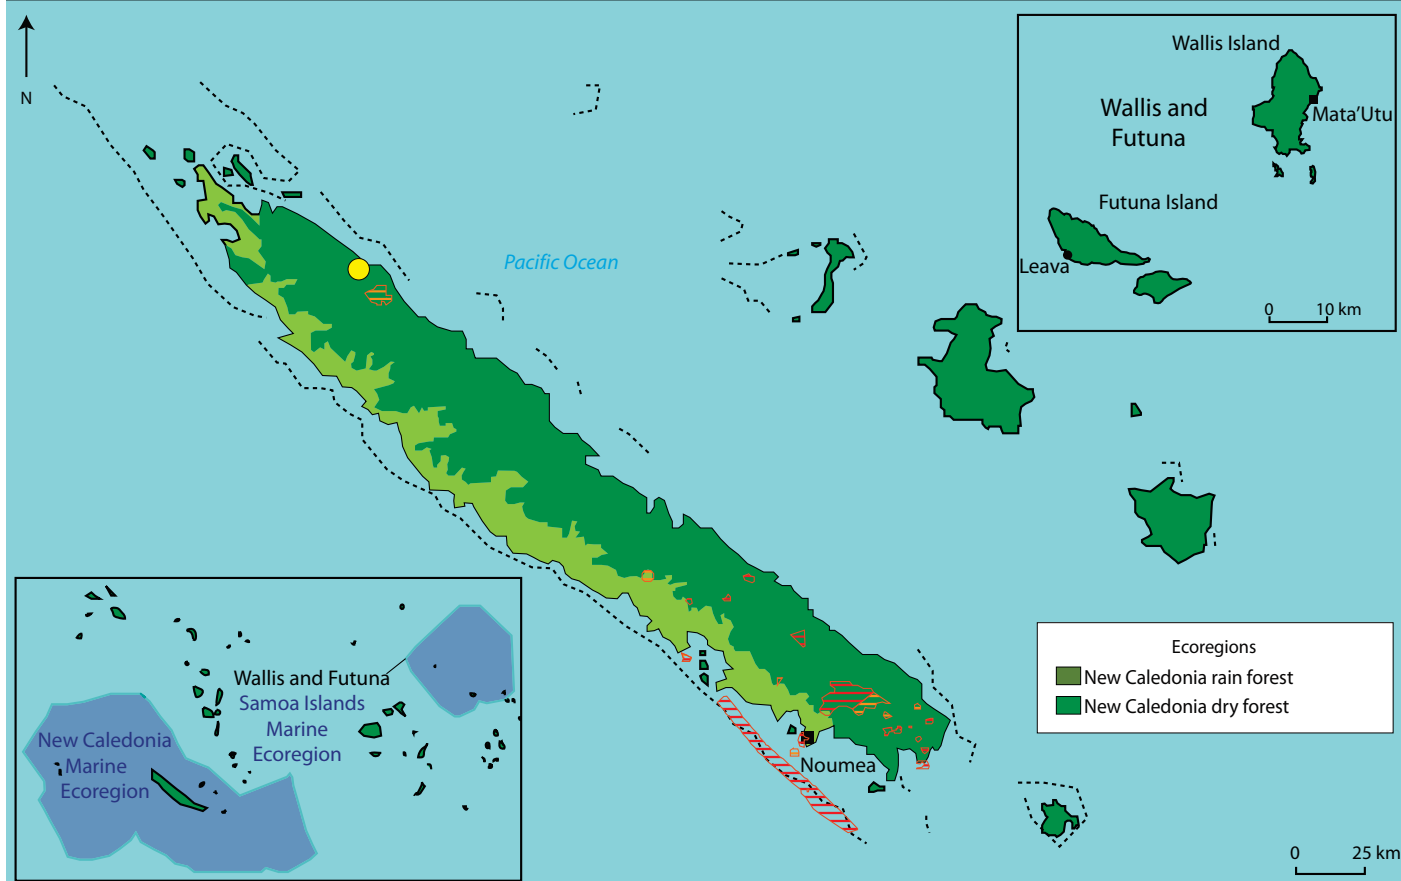 N
Pacific Ocean
Noumea
Wallis Island
Wallis and
Futuna
Mata'Utu
Futuna Island
Leava
0 10 km
Wallis and Futuna
Samoa Islands
Marine
Ecoregion
New Caledonia
Marine
Ecoregion
Ecoregions
New Caledonia rain forest
New Caledonia dry forest
0 25 km